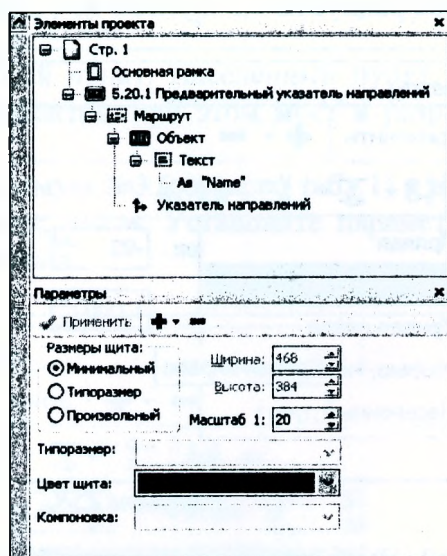 Элементы проекта
Стр. 1
Основная рамка
5.20.1 Предварительный указатель направлений
Маршрут
Объект
Текст
Aв "Name"
Указатель направлений
Параметры
Применить
Размеры щита:
Минимальный
Типоразмер
Произвольный
Ширина: 468
Высота: 384
Масштаб 1: 20
Типоразмер:
Цвет щита:
Компоновка: